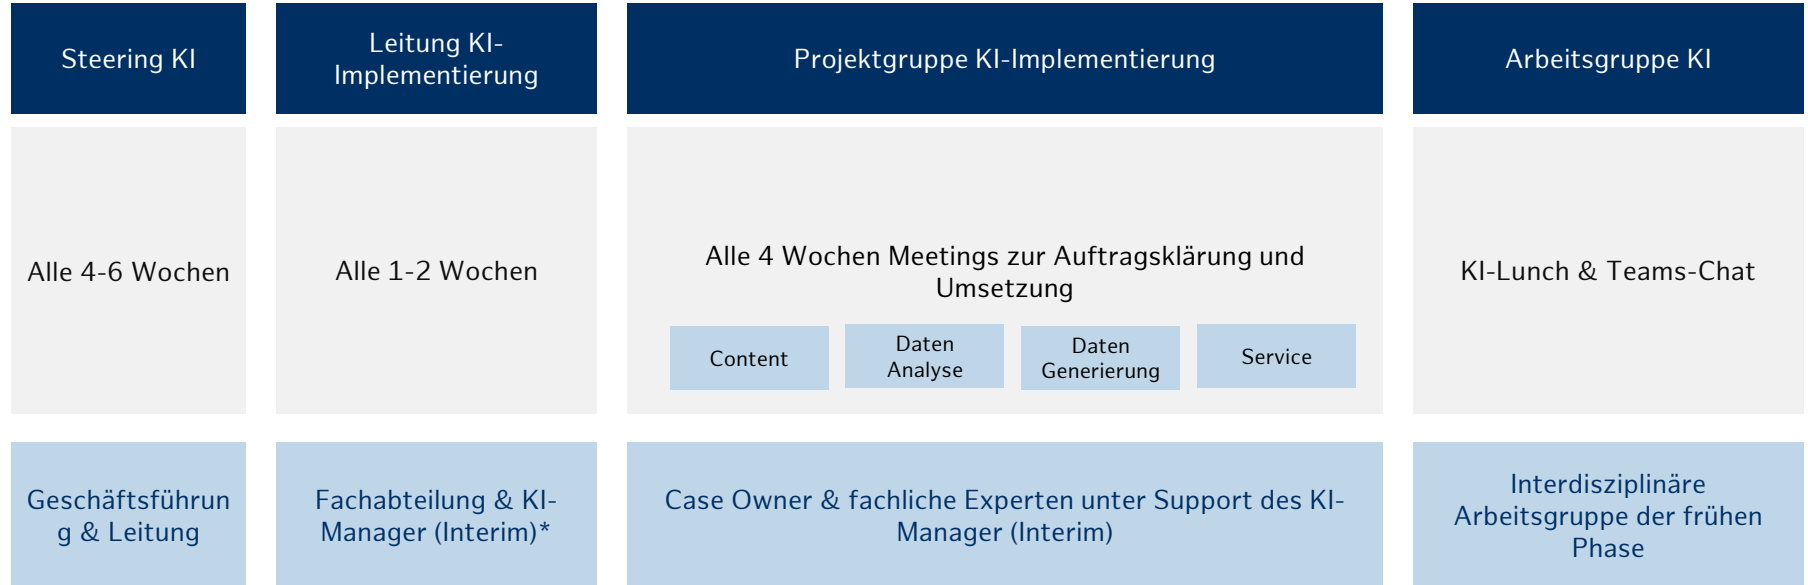 Steering KI
Leitung KI-
Implementierung
Projektgruppe KI-Implementierung
Arbeitsgruppe KI
Alle 4-6 Wochen
Alle 1-2 Wochen
Alle 4 Wochen Meetings zur Auftragsklärung und
Umsetzung
Content
Daten
Analyse
Daten
Generierung
Service
KI-Lunch & Teams-Chat
Geschäftsführun
g & Leitung
Fachabteilung & KI-
Manager (Interim)*
Case Owner & fachliche Experten unter Support des KI-
Manager (Interim)
Interdisziplinäre
Arbeitsgruppe der frühen
Phase